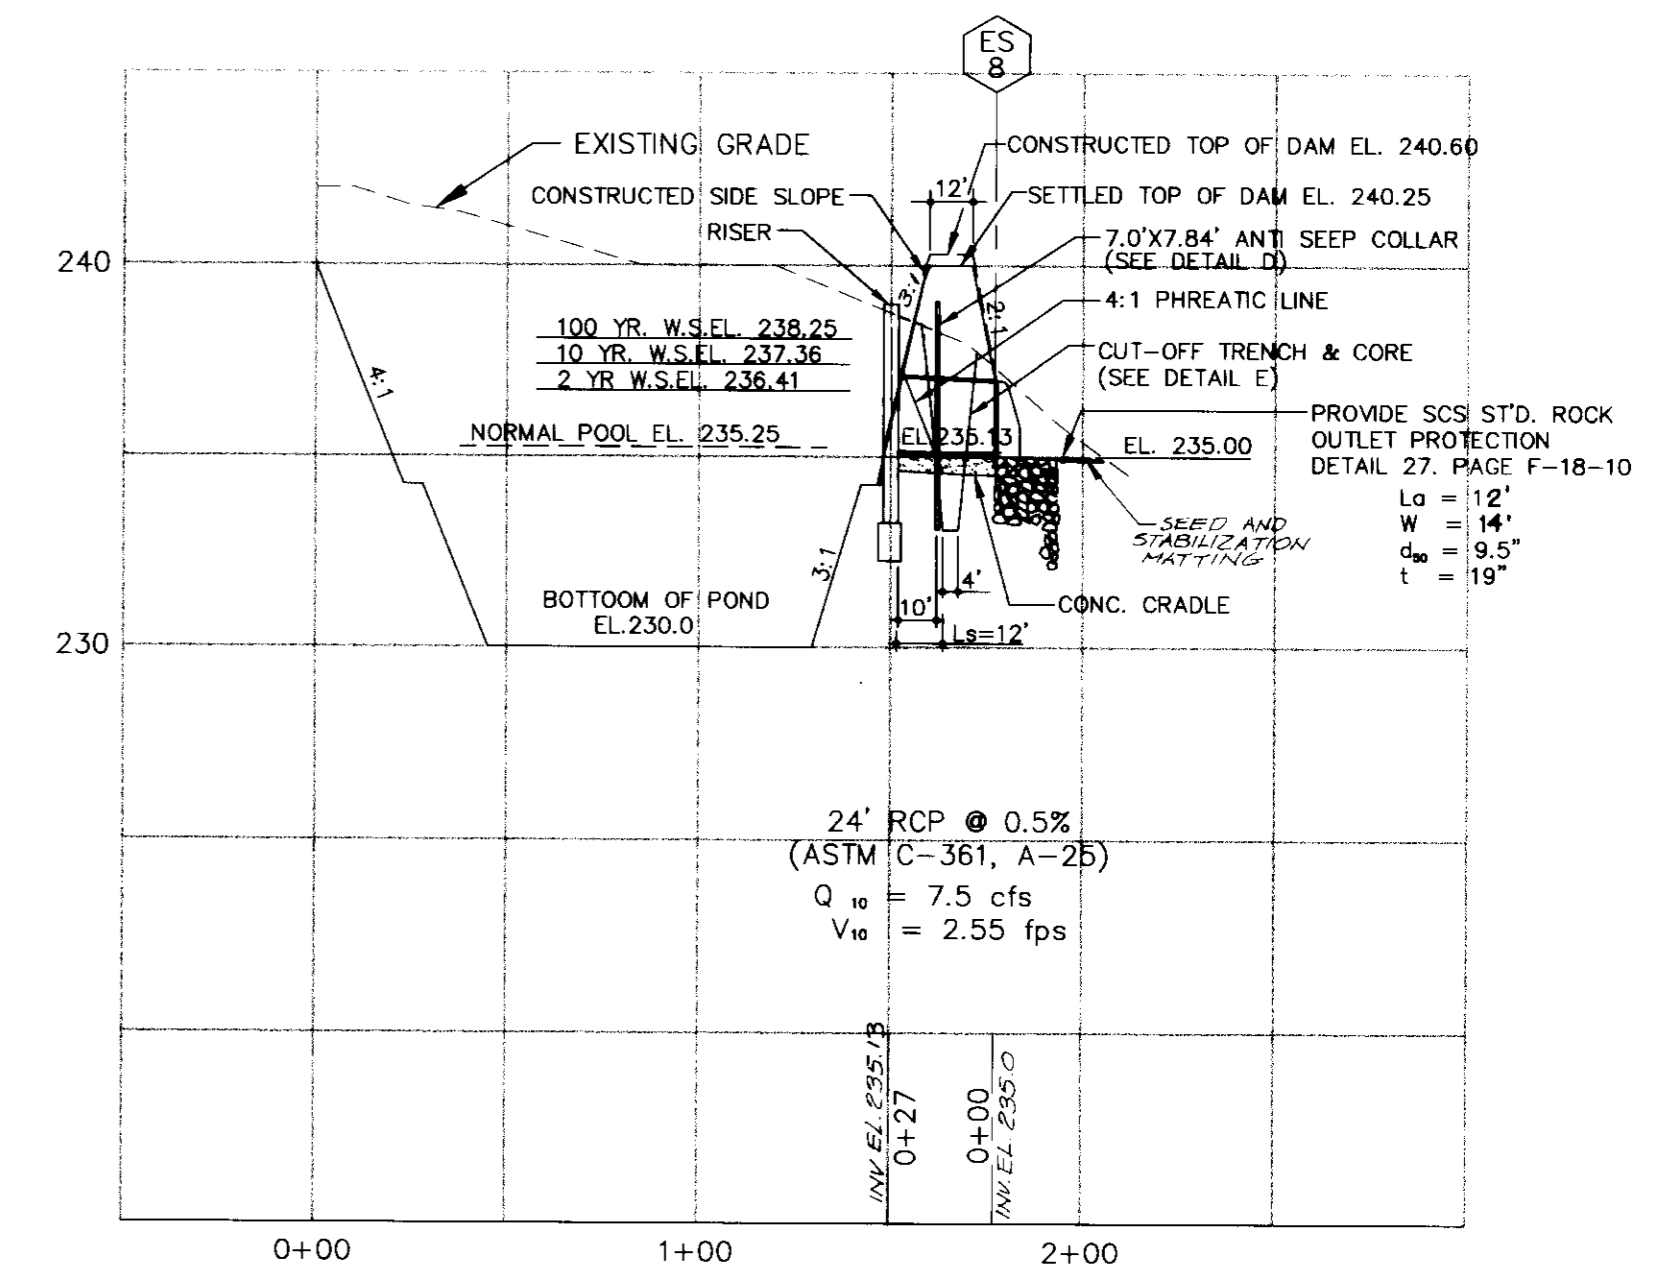 ES
8
EXISTING GRADE
CONSTRUCTED TOP OF DAM EL. 240.60
CONSTRUCTED SIDE SLOPE
12'
SETTLED TOP OF DAM EL. 240.25
RISER
7.0'X7.84' ANTI SEEP COLLAR
(SEE DETAIL D)
240
3:1
2:1
4:1 PHREATIC LINE
100 YR. W.S.EL. 238.25
10 YR. W.S.EL. 237.36
2 YR W.S.EL. 236.41
CUT-OFF TRENCH & CORE
(SEE DETAIL E)
4:1
NORMAL POOL EL. 235.25
EL 235.13
EL. 235.00
PROVIDE SCS ST'D. ROCK
OUTLET PROTECTION
DETAIL 27. PAGE F-18-10
La = 12'
W = 14'
d50 = 9.5"
t = 19"
SEED AND
STABILIZATION
MATTING
3:1
4'
10'
CONC. CRADLE
BOTTOOM OF POND
EL.230.0
Ls=12'
230
24' RCP @ 0.5%
(ASTM C-361, A-25)
Q 10 = 7.5 cfs
V10 = 2.55 fps
INV EL. 235.13
0+27
0+00
INV. EL. 235.0
0+00
1+00
2+00